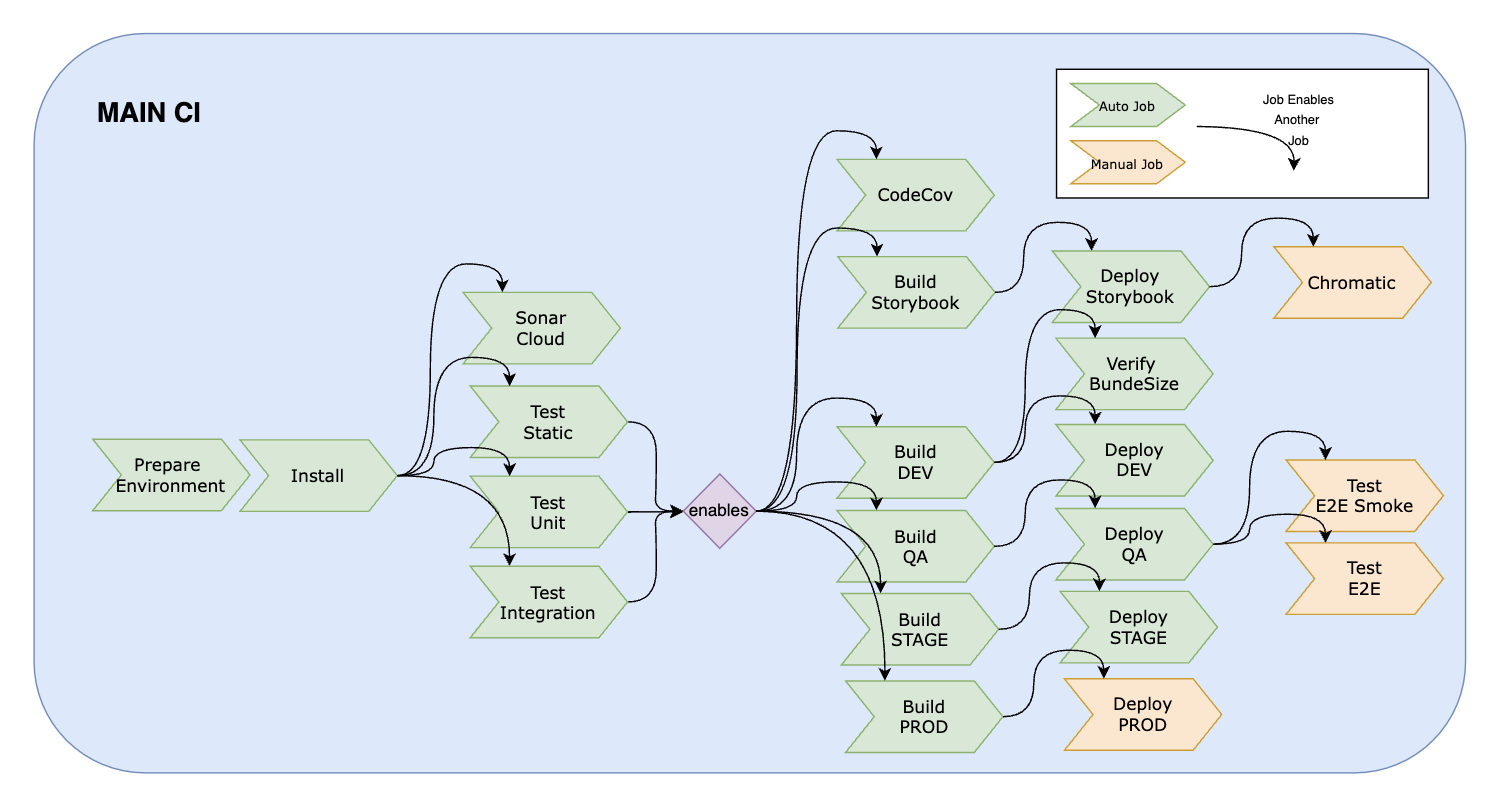 MAIN CI
Auto Job
Manual Job
Job Enables
Another
Job
Prepare
Environment
Install
Sonar
Cloud
Test
Static
Test
Unit
Test
Integration
enables
CodeCov
Build
Storybook
Deploy
Storybook
Chromatic
Verify
BundeSize
Build
DEV
Deploy
DEV
Build
QA
Deploy
QA
Test
E2E Smoke
Test
E2E
Build
STAGE
Deploy
STAGE
Build
PROD
Deploy
PROD